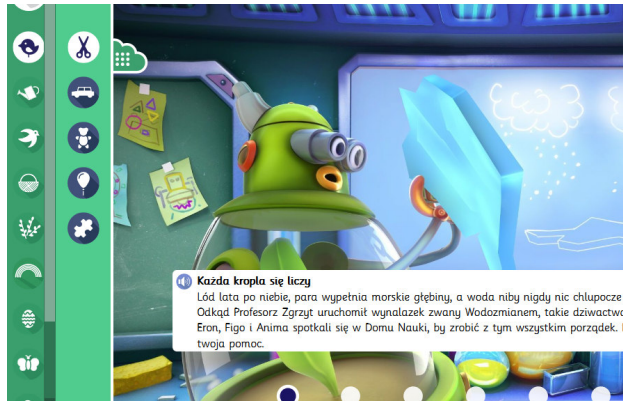 Każda kropla się liczy
Lód lata po niebie, para wypełnia morskie głębiny, a woda niby nigdy nic chlupocze
Odkąd Profesorz Zgrzyt uruchomił wynalazek zwany Wodozmianem, takie dziwactwa
Eron, Figo i Anima spotkali się w Domu Nauki, by zrobić z tym wszystkim porządek.
twoja pomoc.